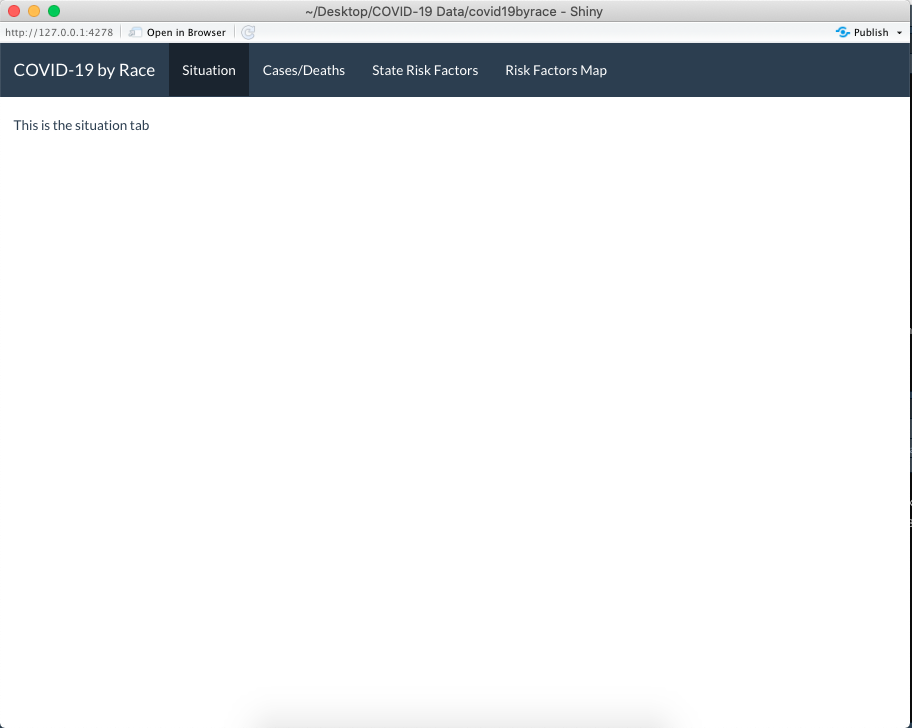 ~/Desktop/COVID-19 Data/covid19byrace - Shiny
http://127.0.0.1:4278 Open in Browser Publish
COVID-19 by Race Situation Cases/Deaths State Risk Factors Risk Factors Map
This is the situation tab